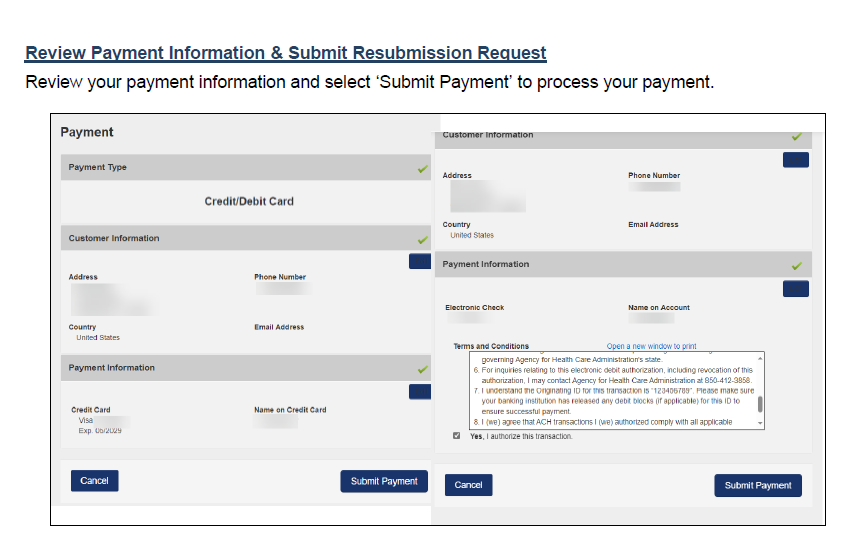 Review Payment Information & Submit Resubmission Request
Review your payment information and select ‘Submit Payment’ to process your payment.
Payment
Payment Type
Credit/Debit Card
Customer Information
Address
Phone Number
Country
United States
Email Address
Payment Information
Credit Card
Visa
Exp. 05/2029
Name on Credit Card
Cancel
Submit Payment
Customer Information
Address
Phone Number
Country
United States
Email Address
Payment Information
Electronic Check
Name on Account
Terms and Conditions
Open a new window to print
governing Agency for Health Care Administration's state.
6. For inquiries relating to this electronic debit authorization, including revocation of this
authorization, I may contact Agency for Health Care Administration at 850-412-3858.
7. I understand the Originating ID for this transaction is "123456789". Please make sure
your banking institution has released any debit blocks (if applicable) for this ID to
ensure successful payment.
8. I (we) agree that ACH transactions I (we) authorized comply with all applicable
Yes, I authorize this transaction.
Cancel
Submit Payment